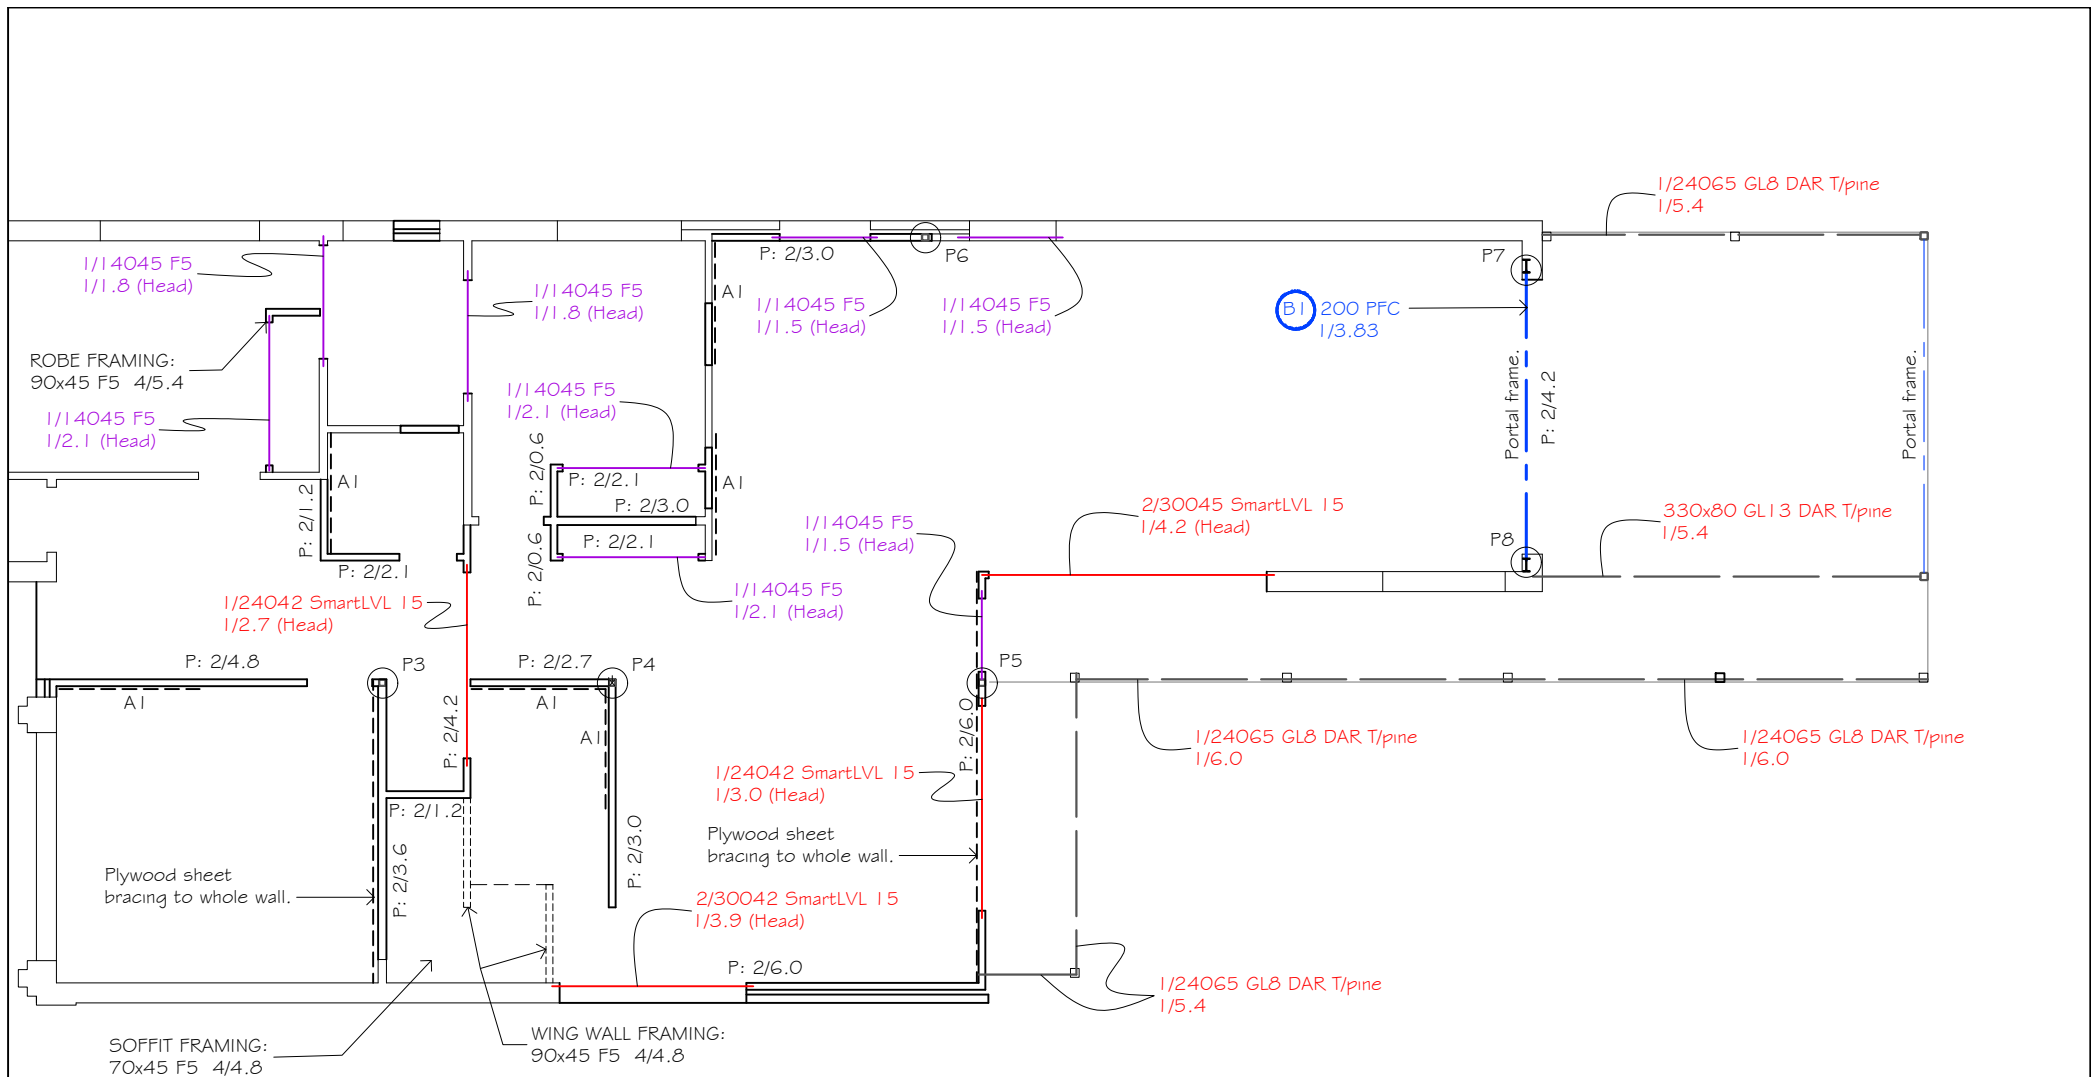 1/24065 GL8 DAR T/pine
1/5.4
P: 2/3.0
P6
P7
1/14045 F5
1/1.8 (Head)
1/14045 F5
1/1.8 (Head)
A1
1/14045 F5
1/1.5 (Head)
1/14045 F5
1/1.5 (Head)
B1
200 PFC
1/3.83
ROBE FRAMING:
90x45 F5 4/5.4
Portal frame.
P: 2/4.2
Portal frame.
1/14045 F5
1/2.1 (Head)
1/14045 F5
1/2.1 (Head)
P: 2/0.6
P: 2/2.1
P: 2/3.0
A1
A1
P: 2/1.2
P: 2/2.1
P: 2/0.6
P: 2/2.1
1/14045 F5
1/1.5 (Head)
2/30045 SmartLVL 15
1/4.2 (Head)
330x80 GL13 DAR T/pine
1/5.4
P8
1/24042 SmartLVL 15
1/2.7 (Head)
1/14045 F5
1/2.1 (Head)
P: 2/4.8
P3
P: 2/2.7
P4
P5
A1
A1
A1
P: 2/4.2
P: 2/6.0
1/24065 GL8 DAR T/pine
1/6.0
1/24065 GL8 DAR T/pine
1/6.0
1/24042 SmartLVL 15
1/3.0 (Head)
P: 2/1.2
P: 2/3.6
P: 2/3.0
Plywood sheet
bracing to whole wall.
Plywood sheet
bracing to whole wall.
2/30042 SmartLVL 15
1/3.9 (Head)
P: 2/6.0
1/24065 GL8 DAR T/pine
1/5.4
SOFFIT FRAMING:
70x45 F5 4/4.8
WING WALL FRAMING:
90x45 F5 4/4.8